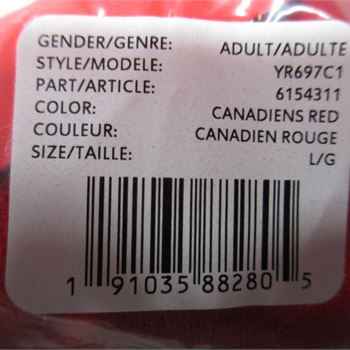 GENDER/GENRE: ADULT/ADULTE
STYLE/MODELE: YR697C1
PART/ARTICLE: 6154311
COLOR: CANADIENS RED
COULEUR: CANADIEN ROUGE
SIZE/TAILLE: L/G
1 91035 88280 5